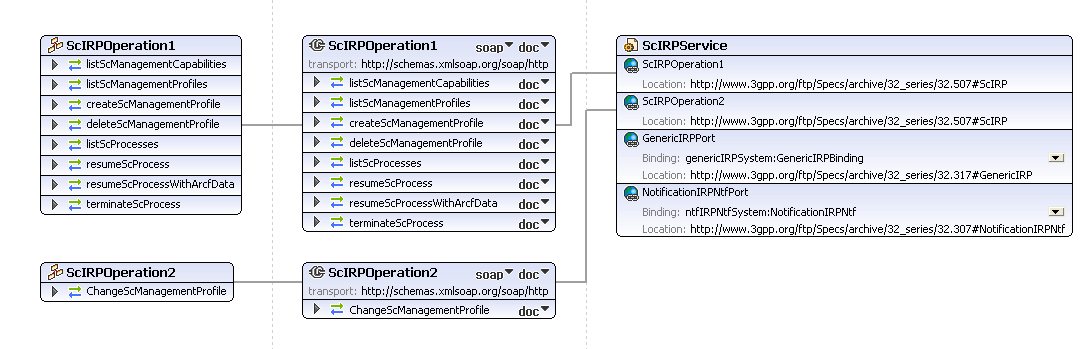 ScIRPOperation1
listScManagementCapabilities
listScManagementProfiles
createScManagementProfile
deleteScManagementProfile
listScProcesses
resumeScProcess
resumeScProcessWithArcfData
terminateScProcess
ScIRPOperation2
ChangeScManagementProfile
ScIRPOperation1 soap doc
transport: http://schemas.xmlsoap.org/soap/http
listScManagementCapabilities doc
listScManagementProfiles doc
createScManagementProfile doc
deleteScManagementProfile doc
listScProcesses doc
resumeScProcess doc
resumeScProcessWithArcfData doc
terminateScProcess doc
ScIRPOperation2 soap doc
transport: http://schemas.xmlsoap.org/soap/http
ChangeScManagementProfile doc
ScIRPService
ScIRPOperation1
Location: http://www.3gpp.org/ftp/Specs/archive/32_series/32.507#ScIRP
ScIRPOperation2
Location: http://www.3gpp.org/ftp/Specs/archive/32_series/32.507#ScIRP
GenericIRPPort
Binding: genericIRPSystem:GenericIRPBinding
Location: http://www.3gpp.org/ftp/Specs/archive/32_series/32.317#GenericIRP
NotificationIRPNtfPort
Binding: ntfIRPNtfSystem:NotificationIRPNtf
Location: http://www.3gpp.org/ftp/Specs/archive/32_series/32.307#NotificationIRPNtf